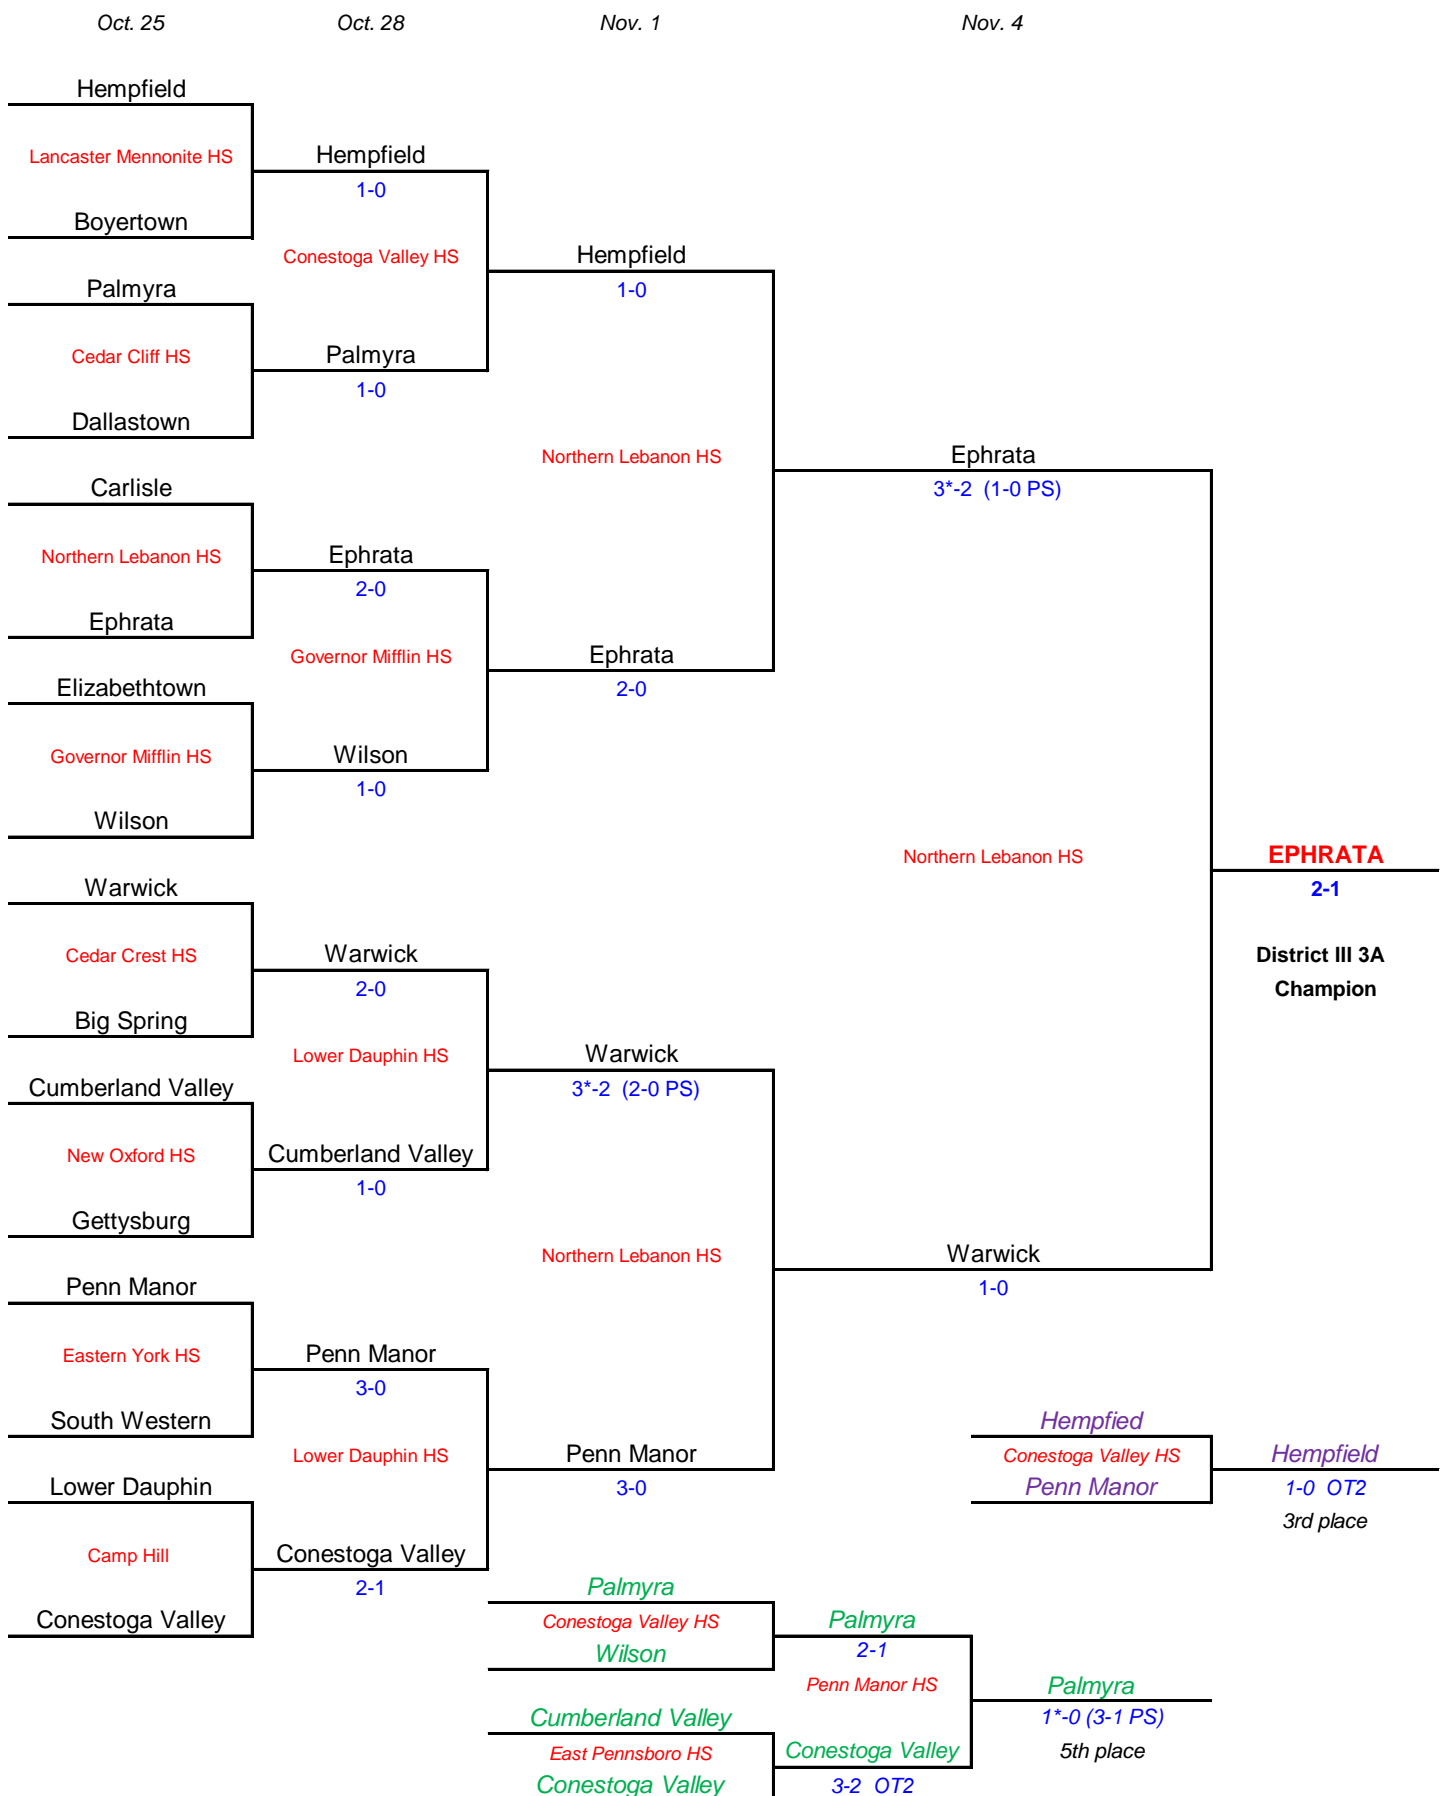 Oct. 25 Oct. 28 Nov. 1 Nov. 4
Hempfield
Lancaster Mennonite HS
Hempfield
1-0
Boyertown
Conestoga Valley HS
Hempfield
1-0
Palmyra
Cedar Cliff HS
Palmyra
1-0
Dallastown
Northern Lebanon HS
Ephrata
3*-2 (1-0 PS)
Carlisle
Northern Lebanon HS
Ephrata
2-0
Ephrata
Governor Mifflin HS
Ephrata
2-0
Elizabethtown
Governor Mifflin HS
Wilson
1-0
Wilson
Northern Lebanon HS
EPHRATA
2-1
District III 3A
Champion
Warwick
Cedar Crest HS
Warwick
2-0
Big Spring
Lower Dauphin HS
Warwick
3*-2 (2-0 PS)
Cumberland Valley
New Oxford HS
Cumberland Valley
1-0
Gettysburg
Northern Lebanon HS
Warwick
1-0
Penn Manor
Eastern York HS
Penn Manor
3-0
South Western
Lower Dauphin HS
Penn Manor
3-0
Lower Dauphin
Camp Hill
Conestoga Valley
2-1
Conestoga Valley
Hempfied
Conestoga Valley HS
Penn Manor
Hempfield
1-0 OT2
3rd place
Palmyra
Conestoga Valley HS
Wilson
Palmyra
2-1
Penn Manor HS
Palmyra
1*-0 (3-1 PS)
5th place
Cumberland Valley
East Pennsboro HS
Conestoga Valley
Conestoga Valley
3-2 OT2